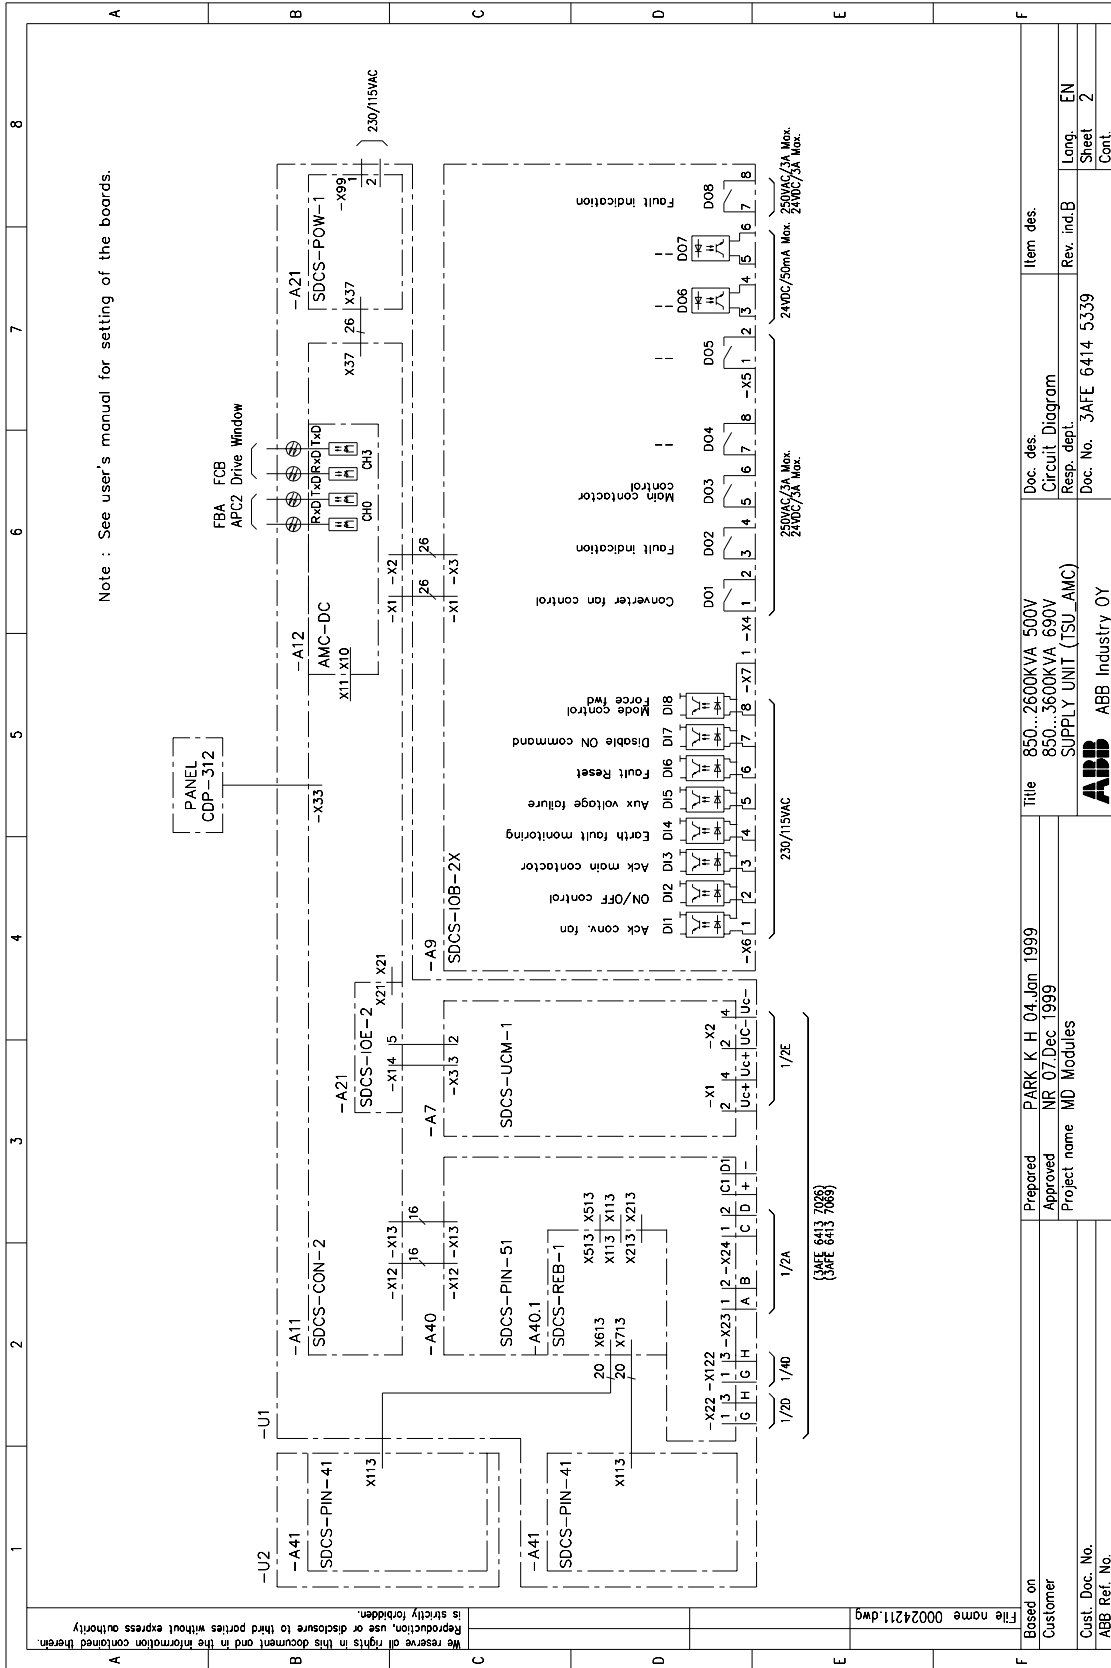 1 2 3 4 5 6 7 8
A B C D E F
A B C D E F
Note : See user's manual for setting of the boards.
PANEL
CDP-312
-X33
FBA
APC2
FCB
Drive Window
RxD TxD RxD TxD
CH0 CH3
-A12
AMC-DC
X11 X10
-U1
-A11
SDCS-CON-2
-U2
-A41
SDCS-PIN-41
X113
-A41
SDCS-PIN-41
X113
-A21
SDCS-POW-1
-X99
1
2
230/115VAC
X37 26 X37
-A21
SDCS-IOE-2
X21 X21
-X12 -X13
16 16
-X12 -X13
-X14 5
-X3 3 2
-X1 -X2
26 26
-X1 -X3
-A40
SDCS-PIN-51
-A40.1
SDCS-REB-1
X513 X513
X113 X113
X213 X213
20 X613
20 X713
-X22 -X122 -X23 -X24
1 3 1 3 1 2 1 2 C1 D1
G H G H A B C D + -
1/2D 1/4D 1/2A
(3AFE 6413 7026)
(3AFE 6413 7069)
-A7
SDCS-UCM-1
-X1 -X2
2 4 2 4
Uc+ Uc+ UC- Uc-
1/2E
-A9
SDCS-IOB-2X
Ack conv. fan
ON/OFF control
Ack main contactor
Earth fault monitoring
Aux voltage failure
Fault Reset
Disable ON command
Mode control
Force fwd
DI1 DI2 DI3 DI4 DI5 DI6 DI7 DI8
-X6 1 2 3 4 5 6 7 8 -X7 1
230/115VAC
Converter fan control
Fault indication
Main contactor
control
--
--
--
--
Fault indication
DO1 DO2 DO3 DO4 DO5 DO6 DO7 DO8
-X4 1 2 3 4 5 6 7 8 -X5 1 2 3 4 5 6 7 8
250VAC/3A Max.
24VDC/3A Max.
24VDC/50mA Max.
250VAC/3A Max.
24VDC/3A Max.
We reserve all rights in this document and in the information contained therein.
Reproduction, use or disclosure to third parties without express authority
is strictly forbidden.
File name 00024211.dwg
Based on
Customer
Cust. Doc. No.
ABB Ref. No.
Prepared PARK K H 04.Jan 1999
Approved NR 07.Dec 1999
Project name MD Modules
Title 850...2600KVA 500V
850...3600KVA 690V
SUPPLY UNIT (TSU_AMC)
ABB ABB Industry OY
Doc. des.
Circuit Diagram
Resp. dept.
Doc. No. 3AFE 6414 5339
Item des.
Rev. ind.B
Lang. EN
Sheet 2
Cont.